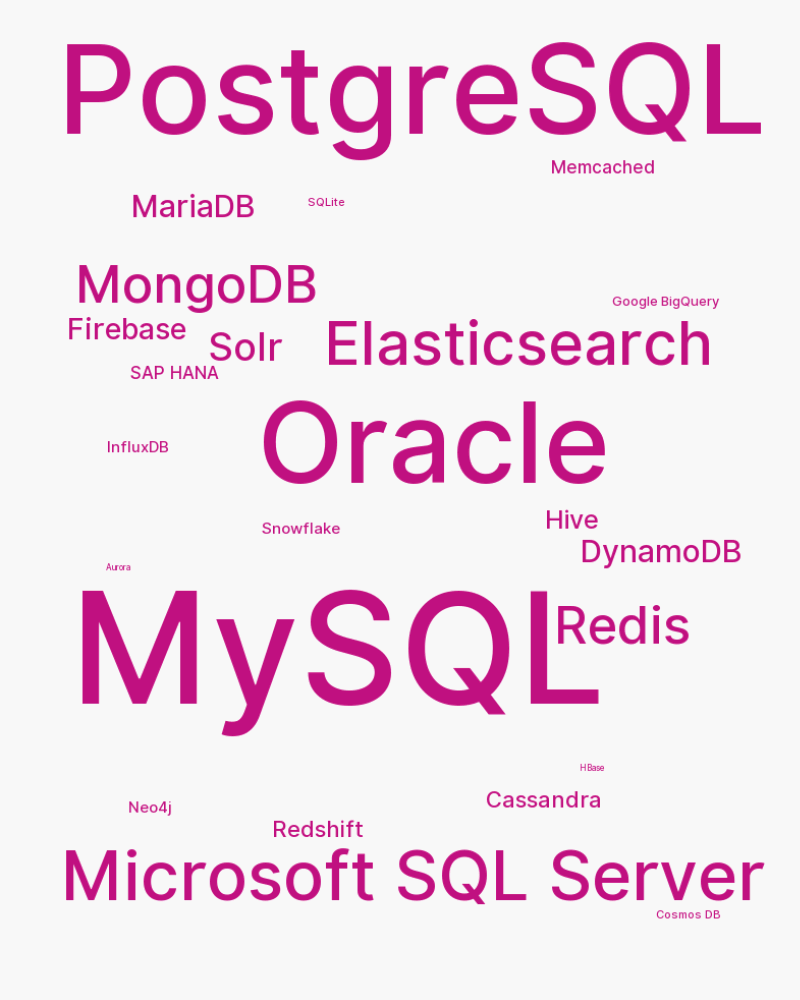 PostgreSQL
Memcached
MariaDB
SQLite
MongoDB
Google BigQuery
Firebase
Solr
Elasticsearch
SAP HANA
Oracle
InfluxDB
Hive
Snowflake
DynamoDB
Aurora
MySQL
Redis
HBase
Cassandra
Neo4j
Redshift
Microsoft SQL Server
Cosmos DB